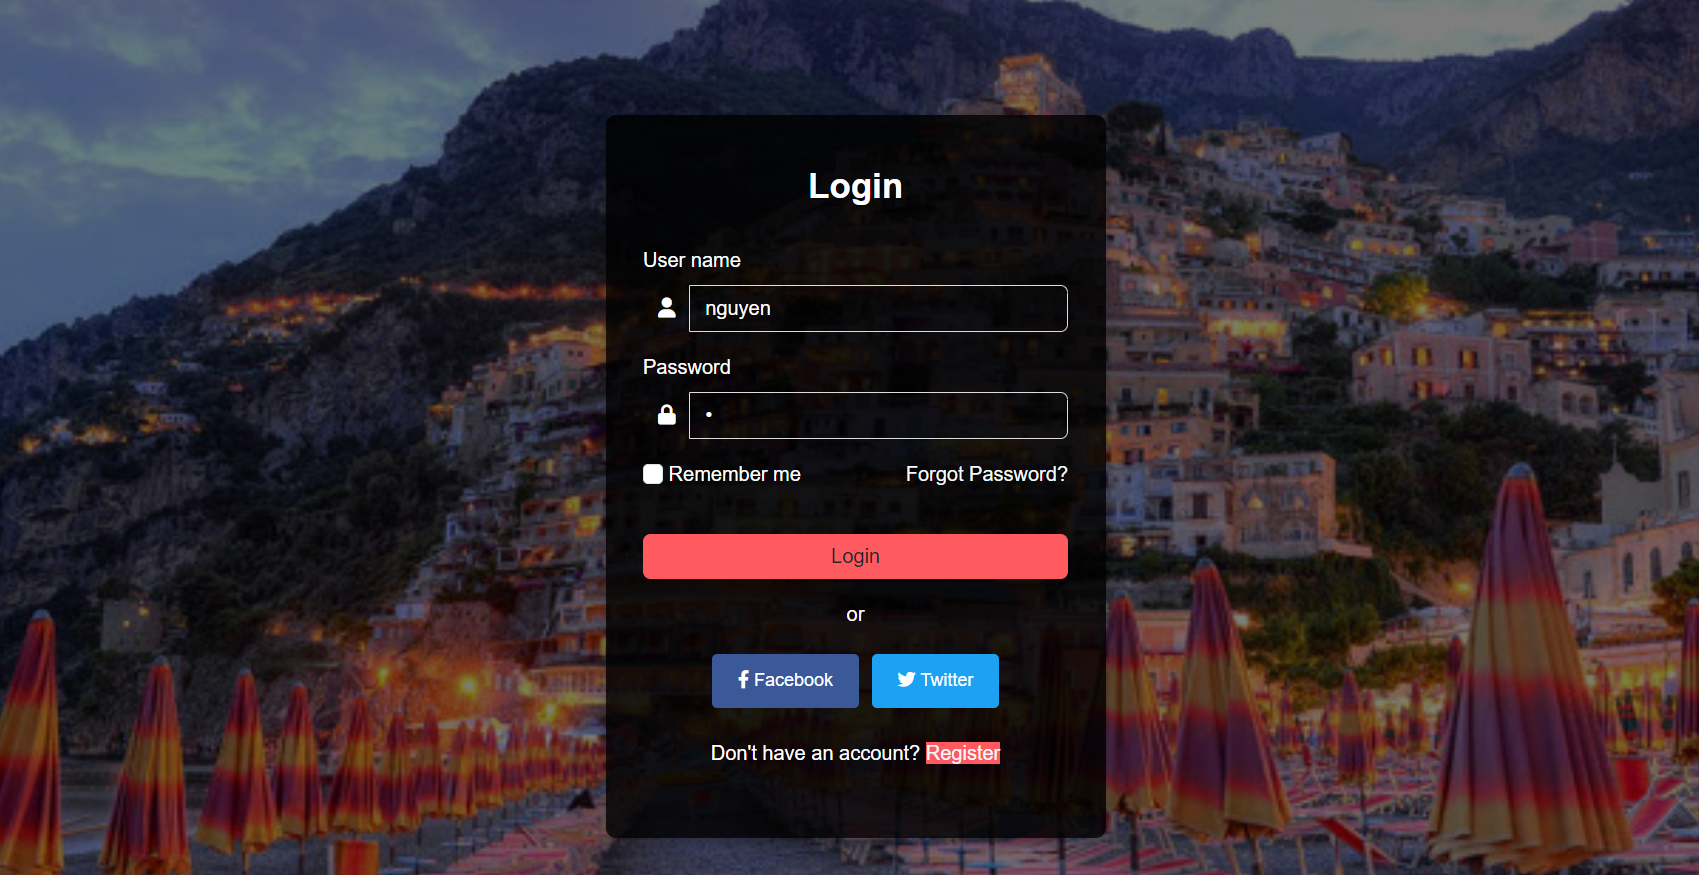 Login
User name
nguyen
Password
•
Remember me Forgot Password?
Login
or
Facebook Twitter
Don't have an account? Register